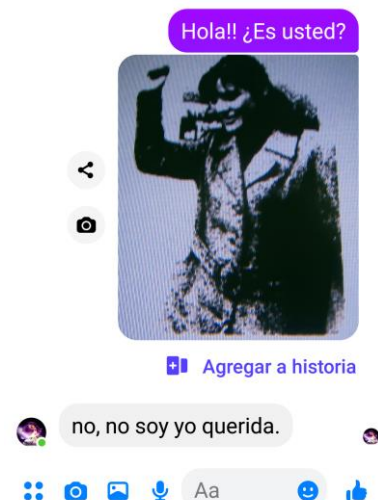 Hola!! ¿Es usted?
Agregar a historia
no, no soy yo querida.
Aa